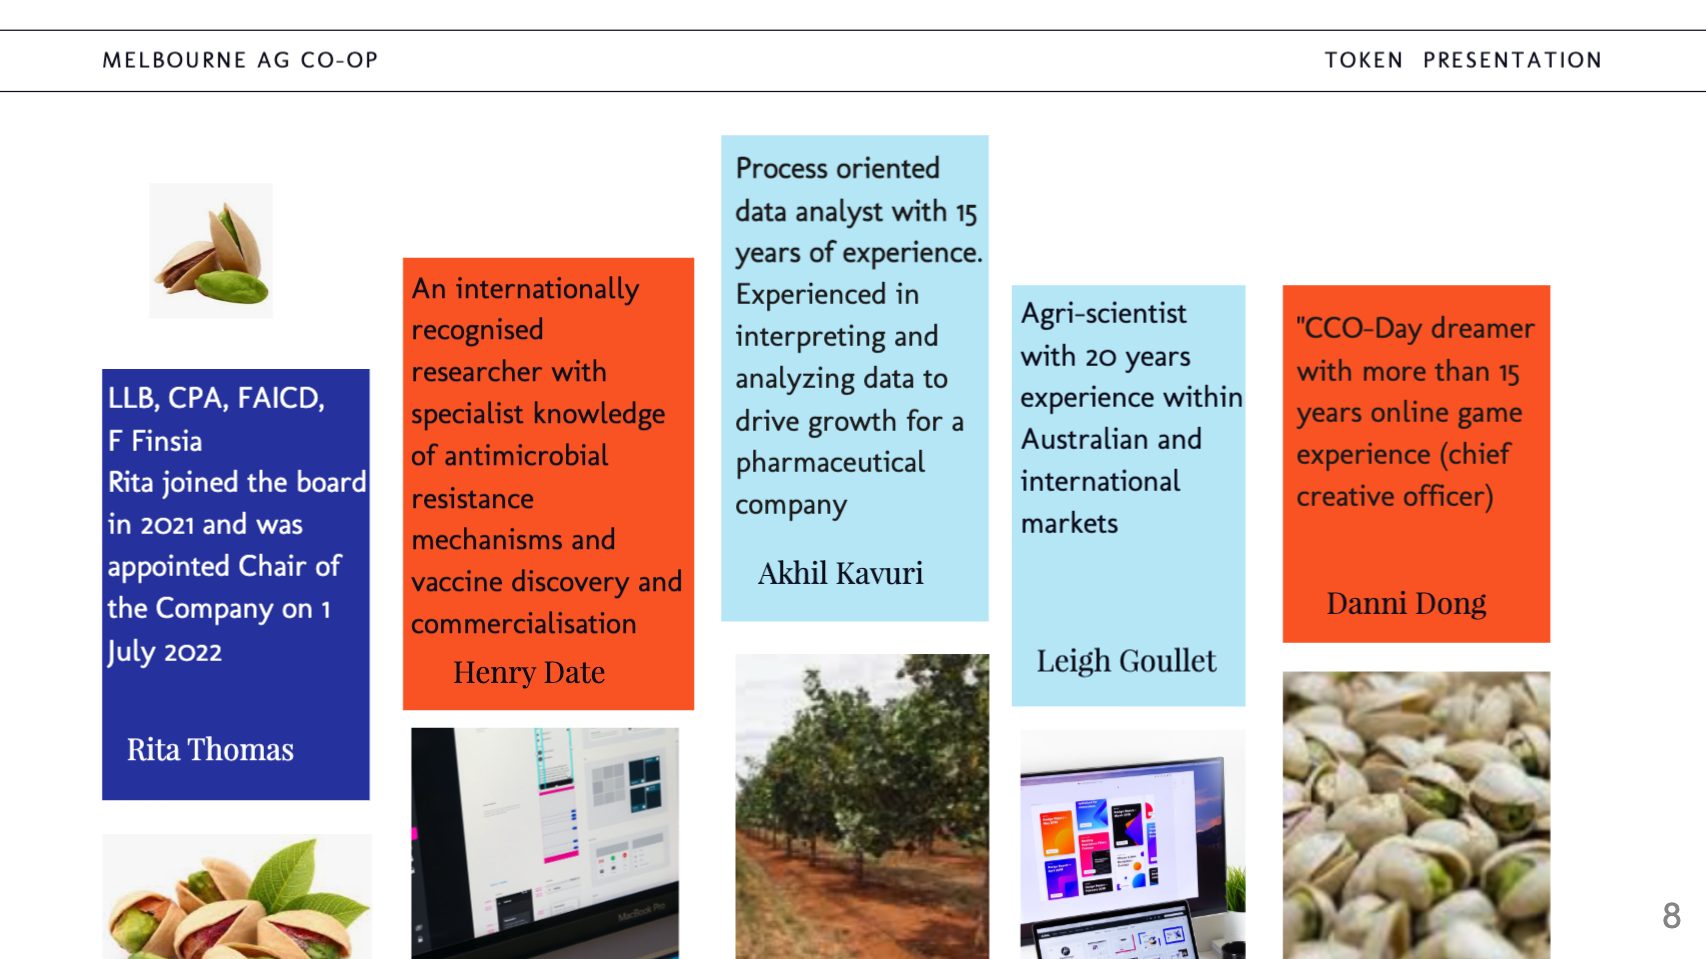 MELBOURNE AG CO-OP
TOKEN PRESENTATION
LLB, CPA, FAICD,
F Finsia
Rita joined the board
in 2021 and was
appointed Chair of
the Company on 1
July 2022
Rita Thomas
An internationally
recognised
researcher with
specialist knowledge
of antimicrobial
resistance
mechanisms and
vaccine discovery and
commercialisation
Henry Date
Process oriented
data analyst with 15
years of experience.
Experienced in
interpreting and
analyzing data to
drive growth for a
pharmaceutical
company
Akhil Kavuri
Agri-scientist
with 20 years
experience within
Australian and
international
markets
Leigh Goullet
"CCO-Day dreamer
with more than 15
years online game
experience (chief
creative officer)
Danni Dong
MacBook Pro
8